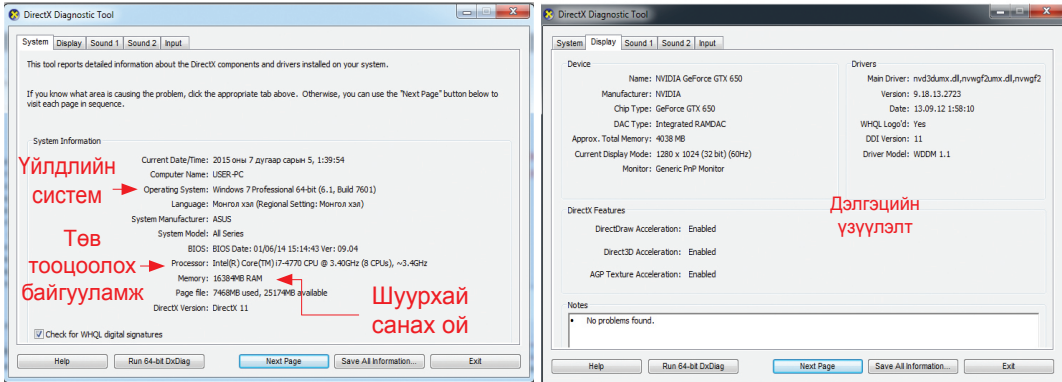 DirectX Diagnostic Tool
System Display Sound 1 Sound 2 Input
This tool reports detailed information about the DirectX components and drivers installed on your system.
If you know what area is causing the problem, click the appropriate tab above. Otherwise, you can use the "Next Page" button below to
visit each page in sequence.
System Information
Current Date/Time: 2015 оны 7 дугаар сарын 5, 1:39:54
Computer Name: USER-PC
Operating System: Windows 7 Professional 64-bit (6.1, Build 7601)
Language: Монгол хэл (Regional Setting: Монгол хэл)
System Manufacturer: ASUS
System Model: All Series
BIOS: BIOS Date: 01/06/14 15:14:43 Ver: 09.04
Processor: Intel(R) Core(TM) i7-4770 CPU @ 3.40GHz (8 CPUs), ~3.4GHz
Memory: 16384MB RAM
Page file: 7468MB used, 25174MB available
DirectX Version: DirectX 11
Үйлдлийн
систем
Төв
тооцоолох
байгууламж
Шуурхай
санах ой
Check for WHQL digital signatures
Help Run 64-bit DxDiag Next Page Save All Information... Exit
DirectX Diagnostic Tool
System Display Sound 1 Sound 2 Input
Device
Name: NVIDIA GeForce GTX 650
Manufacturer: NVIDIA
Chip Type: GeForce GTX 650
DAC Type: Integrated RAMDAC
Approx. Total Memory: 4038 MB
Current Display Mode: 1280 x 1024 (32 bit) (60Hz)
Monitor: Generic PnP Monitor
Drivers
Main Driver: nvd3dumx.dll,nvwgf2umx.dll,nvwgf2
Version: 9.18.13.2723
Date: 13.09.12 1:58:10
WHQL Logo'd: Yes
DDI Version: 11
Driver Model: WDDM 1.1
Дэлгэцийн
үзүүлэлт
DirectX Features
DirectDraw Acceleration: Enabled
Direct3D Acceleration: Enabled
AGP Texture Acceleration: Enabled
Notes
• No problems found.
Help Run 64-bit DxDiag Next Page Save All Information... Exit